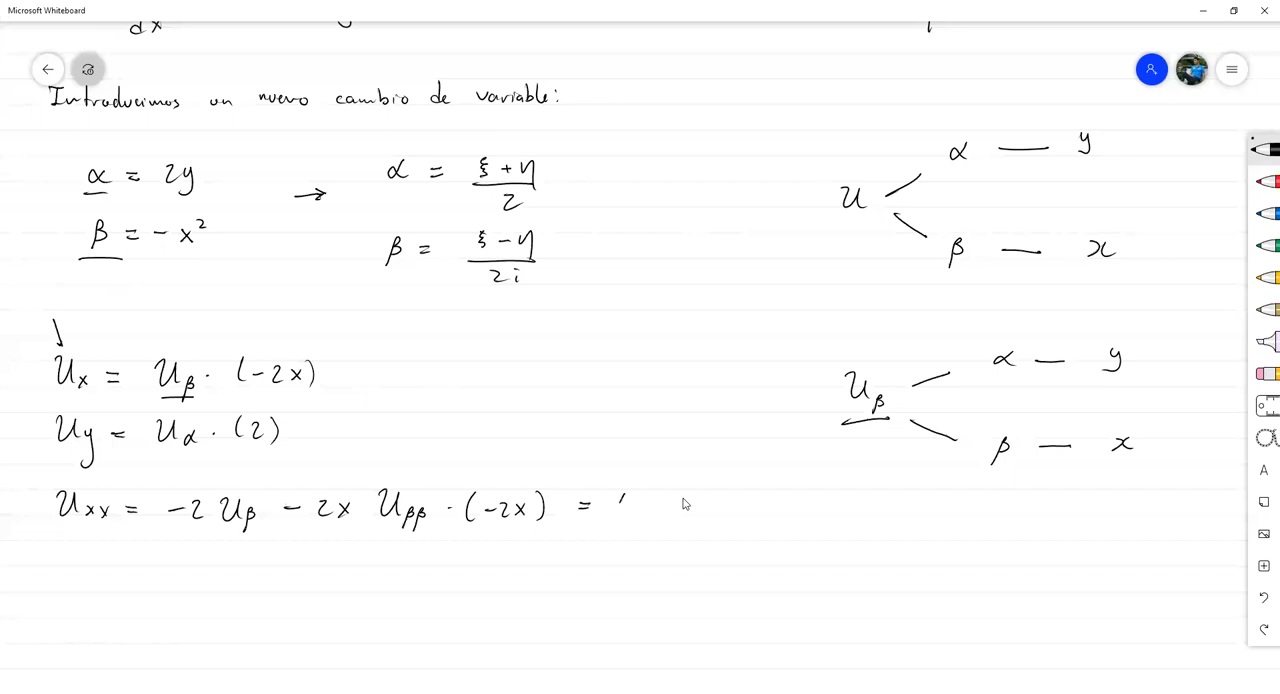 Microsoft Whiteboard
dx y
Introducimos un nuevo cambio de variable:
α = 2y → α = (ξ + η)/2
β = -x² β = (ξ - η)/2i
α — y
U
β — x
Ux = Uβ · (-2x)
Uy = Uα · (2)
α — y
Uβ
β — x
Uxx = -2 Uβ - 2x Uββ · (-2x) =
A